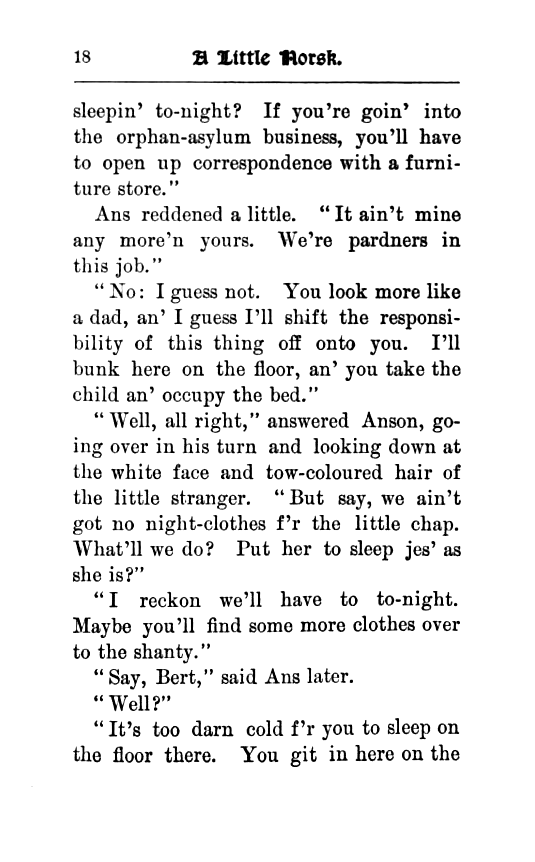 18 A Little Norsk.
sleepin' to-night? If you're goin' into
the orphan-asylum business, you'll have
to open up correspondence with a furni-
ture store."
Ans reddened a little. "It ain't mine
any more'n yours. We're pardners in
this job."
"No: I guess not. You look more like
a dad, an' I guess I'll shift the responsi-
bility of this thing off onto you. I'll
bunk here on the floor, an' you take the
child an' occupy the bed."
"Well, all right," answered Anson, go-
ing over in his turn and looking down at
the white face and tow-coloured hair of
the little stranger. "But say, we ain't
got no night-clothes f'r the little chap.
What'll we do? Put her to sleep jes' as
she is?"
"I reckon we'll have to to-night.
Maybe you'll find some more clothes over
to the shanty."
"Say, Bert," said Ans later.
"Well?"
"It's too darn cold f'r you to sleep on
the floor there. You git in here on the